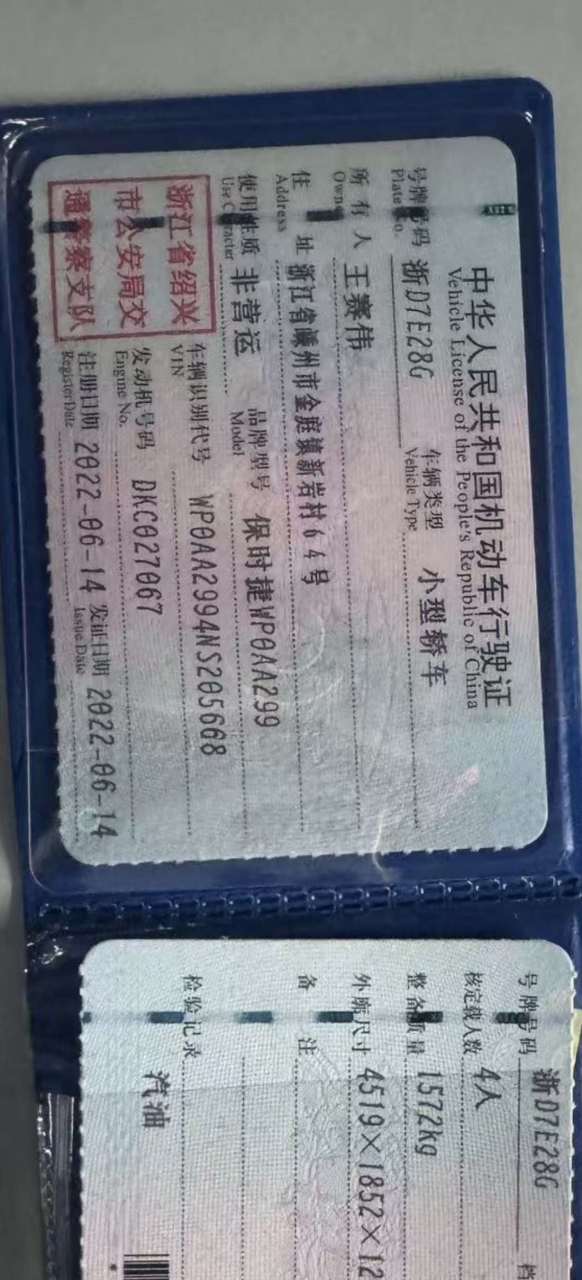 中华人民共和国机动车行驶证
Vehicle License of the People's Republic of China
号牌号码 浙D7E28G 车辆类型 小型轿车
Plate No. Vehicle Type
所有人 王赛伟
Owner
住址 浙江省嵊州市金庭镇新岩村64号
Address
使用性质 非营运 品牌型号 保时捷WP0AA299
Use Character Model
浙江省绍兴
市公安局交
通警察支队
车辆识别代号 WP0AA2994NS205668
VIN
发动机号码 DKC027067
Engine No.
注册日期 2022-06-14 发证日期 2022-06-14
Register Date Issue Date
号牌号码 浙D7E28G 档
核定载人数 4人
整备质量 1572kg
外廓尺寸 4519×1852×12
备注
检验记录
汽油